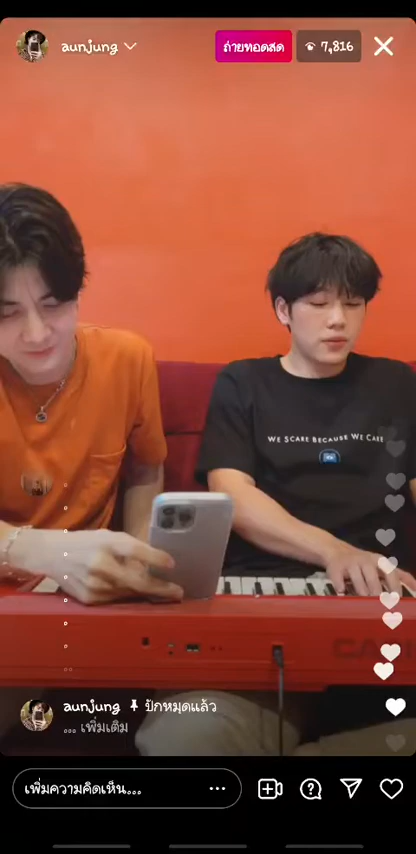 aunjung
ถ่ายทอดสด
7,816
WE SCARE BECAUSE WE CARE
aunjung ปักหมุดแล้ว
... เพิ่มเติม
เพิ่มความคิดเห็น...